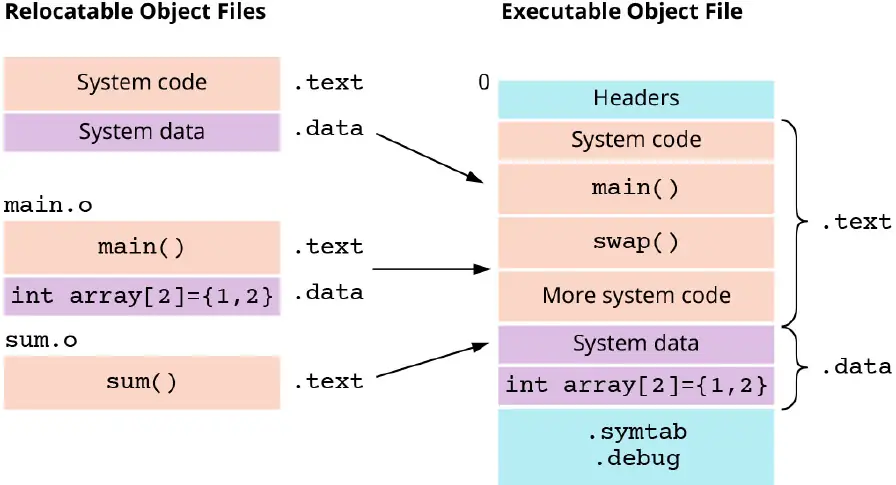 Relocatable Object Files
System code
.text
System data
.data
main.o
main()
.text
int array[2]={1,2}
.data
sum.o
sum()
.text
Executable Object File
0
Headers
System code
main()
swap()
More system code
.text
System data
int array[2]={1,2}
.data
.symtab
.debug